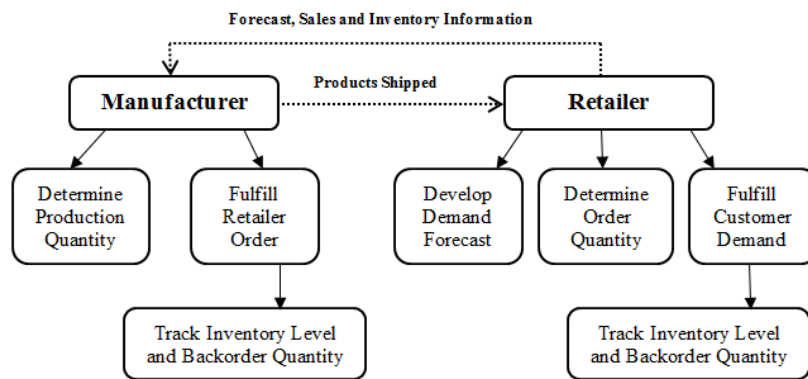 Forecast, Sales and Inventory Information
Products Shipped
Manufacturer
Retailer
Determine
Production
Quantity
Fulfill
Retailer
Order
Develop
Demand
Forecast
Determine
Order
Quantity
Fulfill
Customer
Demand
Track Inventory Level
and Backorder Quantity
Track Inventory Level
and Backorder Quantity